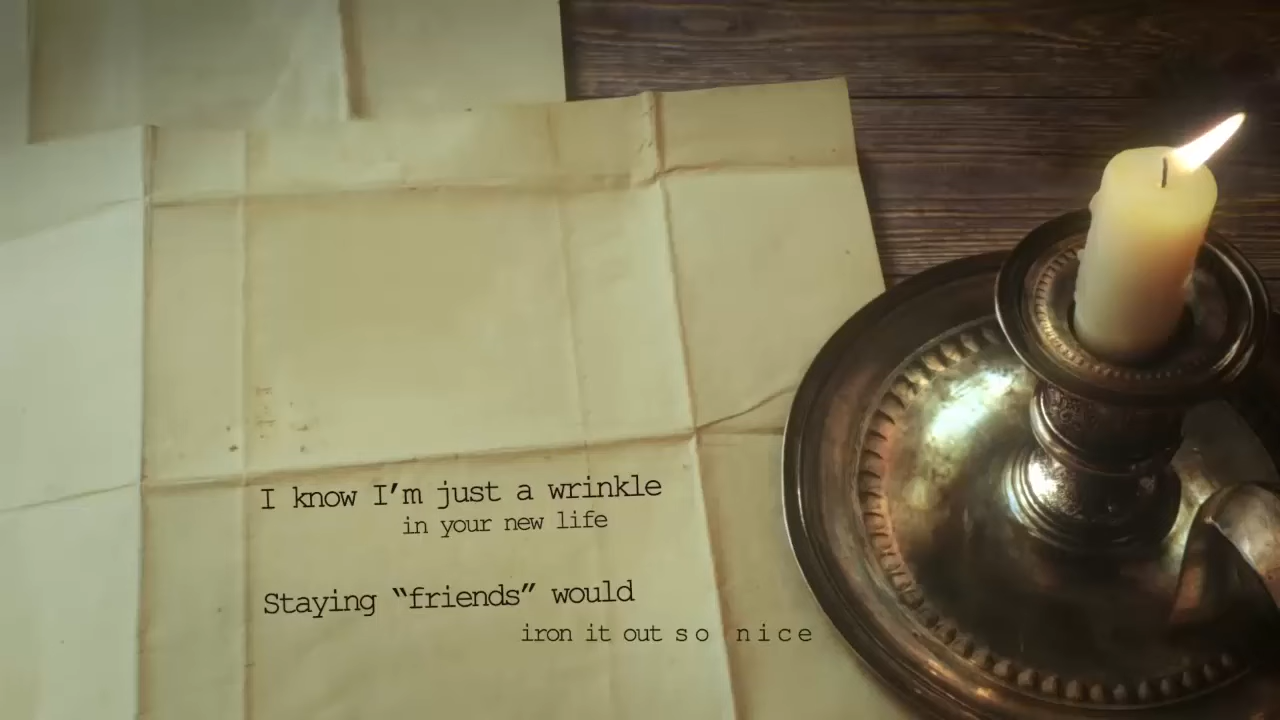 I know I’m just a wrinkle
in your new life
Staying “friends” would
iron it out so nice